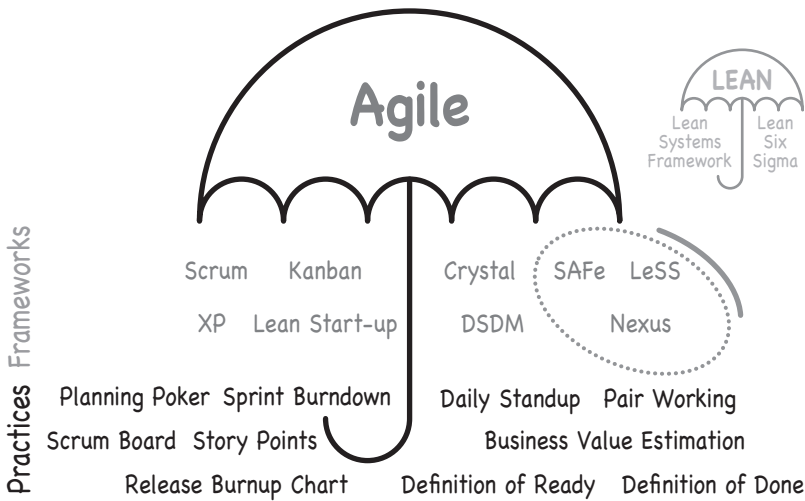 Agile
LEAN
Lean Systems Framework
Lean Six Sigma
Frameworks
Scrum Kanban Crystal SAFe LeSS
XP Lean Start-up DSDM Nexus
Practices
Planning Poker Sprint Burndown Daily Standup Pair Working
Scrum Board Story Points Business Value Estimation
Release Burnup Chart Definition of Ready Definition of Done